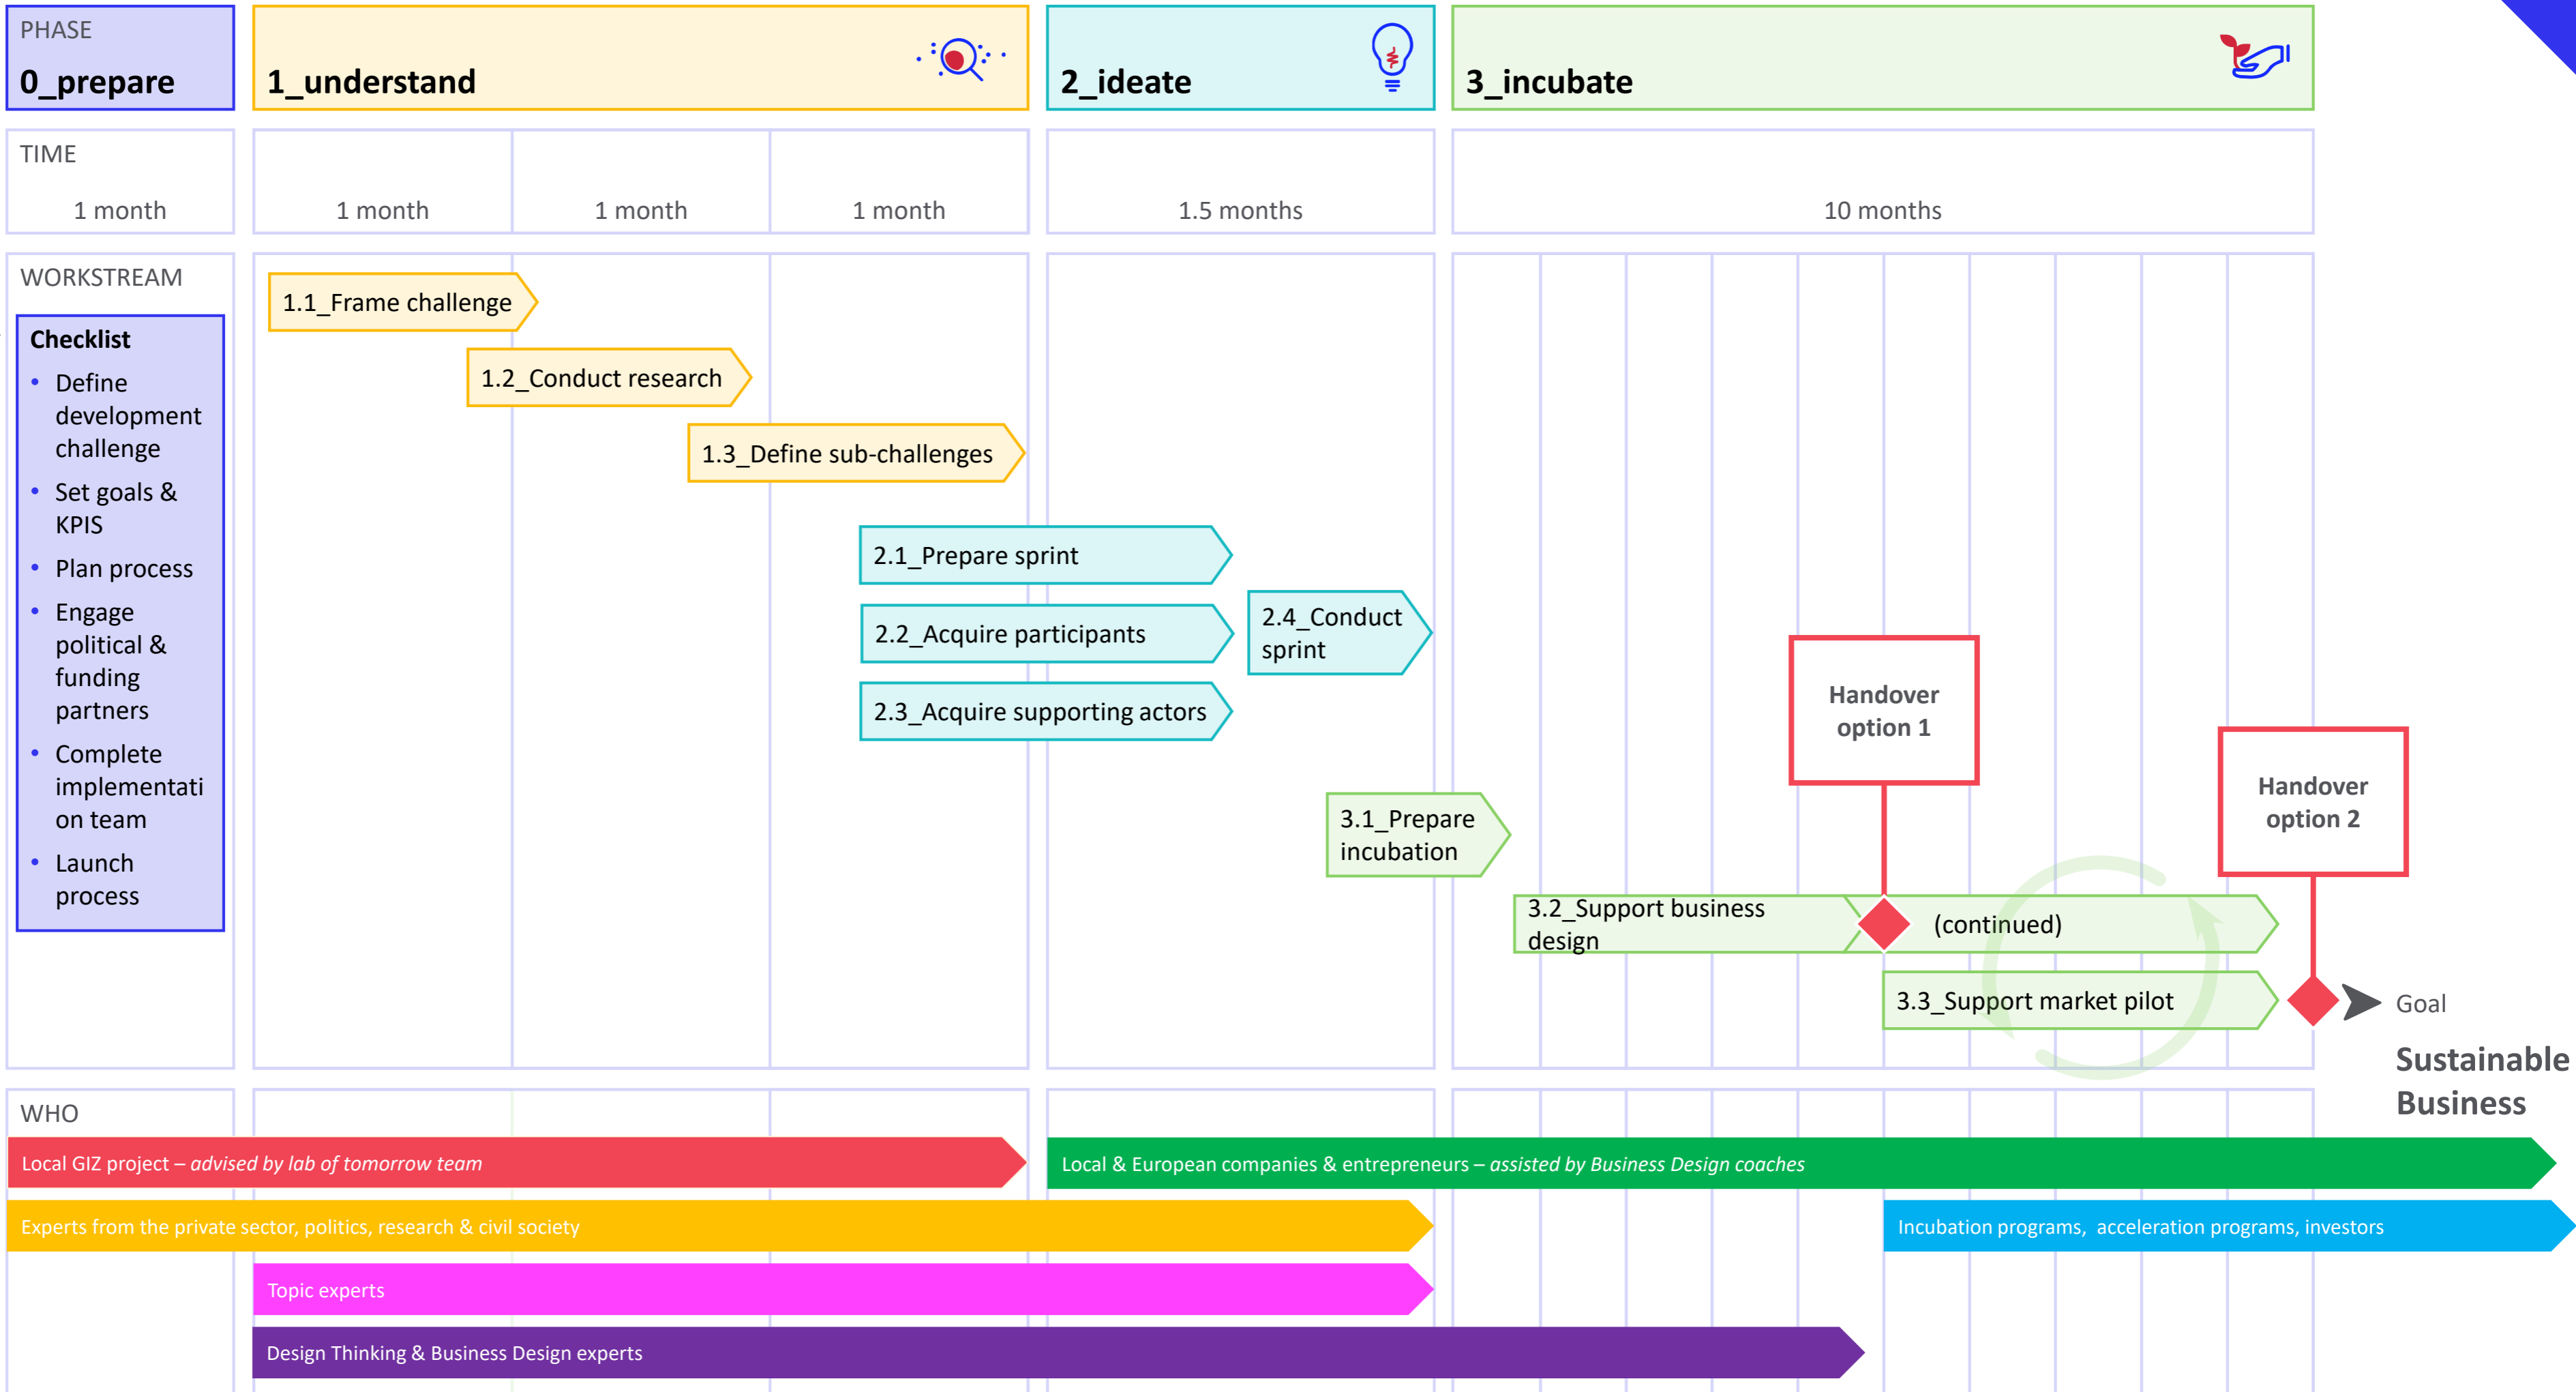 PHASE
0_prepare
1_understand
2_ideate
3_incubate
TIME
1 month
1 month
1 month
1 month
1.5 months
10 months
WORKSTREAM
Checklist
• Define
development
challenge
• Set goals &
KPIS
• Plan process
• Engage
political &
funding
partners
• Complete
implementati
on team
• Launch
process
1.1_Frame challenge
1.2_Conduct research
1.3_Define sub-challenges
2.1_Prepare sprint
2.2_Acquire participants
2.3_Acquire supporting actors
2.4_Conduct
sprint
3.1_Prepare
incubation
3.2_Support business
design
(continued)
3.3_Support market pilot
Handover
option 1
Handover
option 2
Goal
Sustainable
Business
WHO
Local GIZ project – advised by lab of tomorrow team
Local & European companies & entrepreneurs – assisted by Business Design coaches
Experts from the private sector, politics, research & civil society
Incubation programs, acceleration programs, investors
Topic experts
Design Thinking & Business Design experts